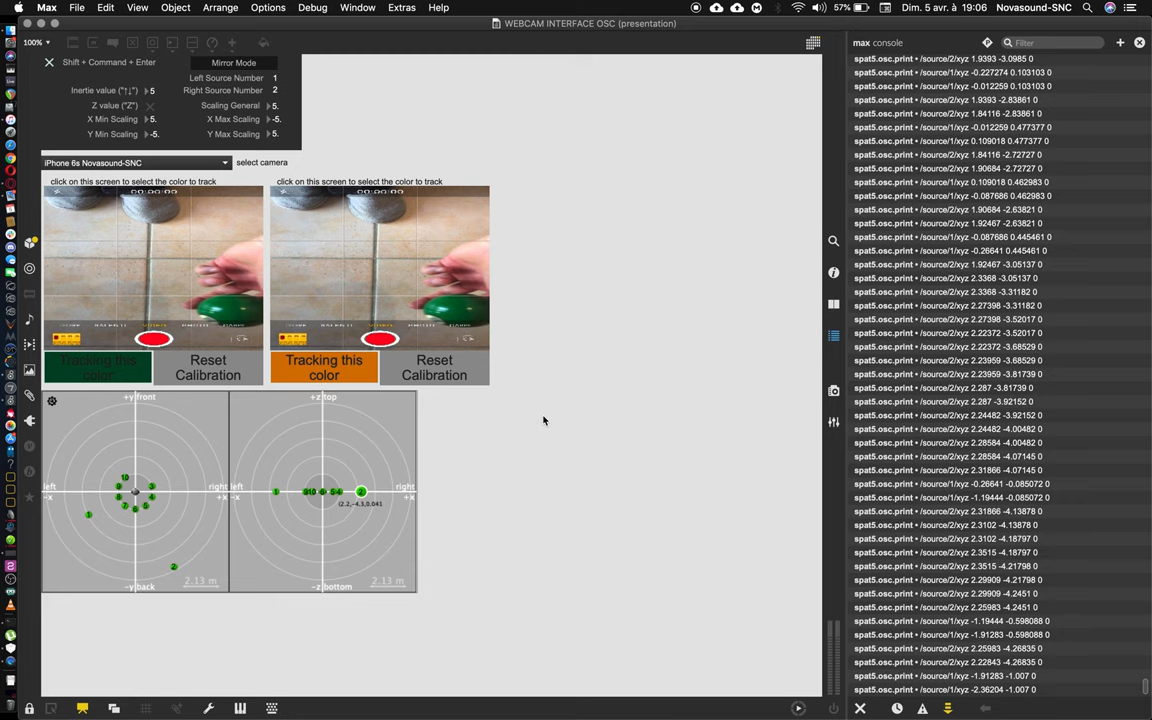 Max File Edit View Object Arrange Options Debug Window Extras Help
57% Dim. 5 avr. à 19:06 Novasound-SNC
WEBCAM INTERFACE OSC (presentation)
100%
Shift + Command + Enter
Mirror Mode
Left Source Number 1
Inertie value ("↑↓") 5
Right Source Number 2
Z value ("Z")
Scaling General 5.
X Min Scaling 5.
X Max Scaling -5.
Y Min Scaling -5.
Y Max Scaling 5.
iPhone 6s Novasound-SNC
select camera
click on this screen to select the color to track
click on this screen to select the color to track
Tracking this color
Reset Calibration
Tracking this color
Reset Calibration
+y front
left -x
right +x
-y back
2.13 m
1
2
3
4
5
6
7
8
9
10
+z top
left -x
right +x
-z bottom
2.13 m
1
2
(2.2,-4.3,0.041
max console
Filter
spat5.osc.print • /source/2/xyz 1.9393 -3.0985 0
spat5.osc.print • /source/1/xyz -0.227274 0.103103 0
spat5.osc.print • /source/1/xyz -0.012259 0.103103 0
spat5.osc.print • /source/2/xyz 1.9393 -2.83861 0
spat5.osc.print • /source/2/xyz 1.84116 -2.83861 0
spat5.osc.print • /source/1/xyz -0.012259 0.477377 0
spat5.osc.print • /source/1/xyz 0.109018 0.477377 0
spat5.osc.print • /source/2/xyz 1.84116 -2.72727 0
spat5.osc.print • /source/2/xyz 1.90684 -2.72727 0
spat5.osc.print • /source/1/xyz 0.109018 0.462983 0
spat5.osc.print • /source/1/xyz -0.087686 0.462983 0
spat5.osc.print • /source/2/xyz 1.90684 -2.63821 0
spat5.osc.print • /source/2/xyz 1.92467 -2.63821 0
spat5.osc.print • /source/1/xyz -0.087686 0.445461 0
spat5.osc.print • /source/1/xyz -0.26641 0.445461 0
spat5.osc.print • /source/2/xyz 1.92467 -3.05137 0
spat5.osc.print • /source/2/xyz 2.3368 -3.05137 0
spat5.osc.print • /source/2/xyz 2.3368 -3.31182 0
spat5.osc.print • /source/2/xyz 2.27398 -3.31182 0
spat5.osc.print • /source/2/xyz 2.27398 -3.52017 0
spat5.osc.print • /source/2/xyz 2.22372 -3.52017 0
spat5.osc.print • /source/2/xyz 2.22372 -3.68529 0
spat5.osc.print • /source/2/xyz 2.23959 -3.68529 0
spat5.osc.print • /source/2/xyz 2.23959 -3.81739 0
spat5.osc.print • /source/2/xyz 2.287 -3.81739 0
spat5.osc.print • /source/2/xyz 2.287 -3.92152 0
spat5.osc.print • /source/2/xyz 2.24482 -3.92152 0
spat5.osc.print • /source/2/xyz 2.24482 -4.00482 0
spat5.osc.print • /source/2/xyz 2.28584 -4.00482 0
spat5.osc.print • /source/2/xyz 2.28584 -4.07145 0
spat5.osc.print • /source/2/xyz 2.31866 -4.07145 0
spat5.osc.print • /source/1/xyz -0.26641 -0.085072 0
spat5.osc.print • /source/1/xyz -1.19444 -0.085072 0
spat5.osc.print • /source/2/xyz 2.31866 -4.13878 0
spat5.osc.print • /source/2/xyz 2.3102 -4.13878 0
spat5.osc.print • /source/2/xyz 2.3102 -4.18797 0
spat5.osc.print • /source/2/xyz 2.3515 -4.18797 0
spat5.osc.print • /source/2/xyz 2.3515 -4.21798 0
spat5.osc.print • /source/2/xyz 2.29909 -4.21798 0
spat5.osc.print • /source/2/xyz 2.29909 -4.2451 0
spat5.osc.print • /source/2/xyz 2.25983 -4.2451 0
spat5.osc.print • /source/1/xyz -1.19444 -0.598088 0
spat5.osc.print • /source/1/xyz -1.91283 -0.598088 0
spat5.osc.print • /source/2/xyz 2.25983 -4.26835 0
spat5.osc.print • /source/2/xyz 2.22843 -4.26835 0
spat5.osc.print • /source/1/xyz -1.91283 -1.007 0
spat5.osc.print • /source/1/xyz -2.36204 -1.007 0